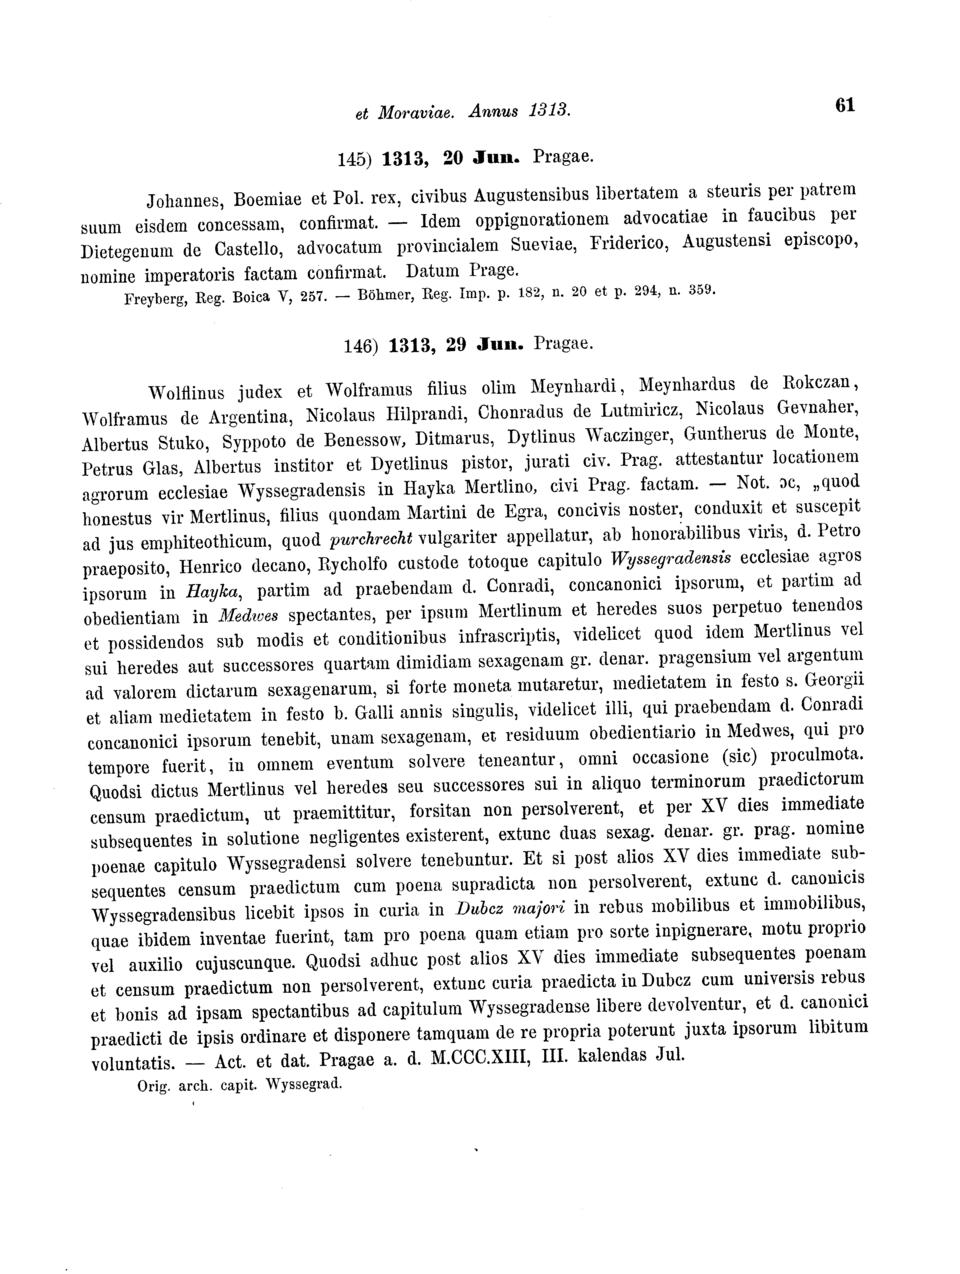 et Moraviae. Annus 1313. 61
145) 1313, 20 Jun. Pragae.
Johannes, Boemiae et Pol. rex, civibus Augustensibus libertatem a steuris per patrem
suum eisdem concessam, confirmat. — Idem oppignorationem advocatiae in faucibus per
Dietegenum de Castello, advocatum provincialem Sueviae, Friderico, Augustensi episcopo,
nomine imperatoris factam confirmat. Datum Prage.
Freyberg, Reg. Boica V, 257. — Böhmer, Reg. Imp. p. 182, n. 20 et p. 294, n. 359.
146) 1313, 29 Jun. Pragae.
Wolflinus judex et Wolframus filius olim Meynhardi, Meynhardus de Rokczan,
Wolframus de Argentina, Nicolaus Hilprandi, Chonradus de Lutmiricz, Nicolaus Gevnaher,
Albertus Stuko, Syppoto de Benessow, Ditmarus, Dytlinus Waczinger, Guntherus de Monte,
Petrus Glas, Albertus institor et Dyetlinus pistor, jurati civ. Prag. attestantur locationem
agrorum ecclesiae Wyssegradensis in Hayka Mertlino, civi Prag. factam. — Not. ɔc, „quod
honestus vir Mertlinus, filius quondam Martini de Egra, concivis noster, conduxit et suscepit
ad jus emphiteothicum, quod purchrecht vulgariter appellatur, ab honorabilibus viris, d. Petro
praeposito, Henrico decano, Rycholfo custode totoque capitulo Wyssegradensis ecclesiae agros
ipsorum in Hayka, partim ad praebendam d. Conradi, concanonici ipsorum, et partim ad
obedientiam in Medwes spectantes, per ipsum Mertlinum et heredes suos perpetuo tenendos
et possidendos sub modis et conditionibus infrascriptis, videlicet quod idem Mertlinus vel
sui heredes aut successores quartam dimidiam sexagenam gr. denar. pragensium vel argentum
ad valorem dictarum sexagenarum, si forte moneta mutaretur, medietatem in festo s. Georgii
et aliam medietatem in festo b. Galli annis singulis, videlicet illi, qui praebendam d. Conradi
concanonici ipsorum tenebit, unam sexagenam, et residuum obedientiario in Medwes, qui pro
tempore fuerit, in omnem eventum solvere teneantur, omni occasione (sic) proculmota.
Quodsi dictus Mertlinus vel heredes seu successores sui in aliquo terminorum praedictorum
censum praedictum, ut praemittitur, forsitan non persolverent, et per XV dies immediate
subsequentes in solutione negligentes existerent, extunc duas sexag. denar. gr. prag. nomine
poenae capitulo Wyssegradensi solvere tenebuntur. Et si post alios XV dies immediate sub-
sequentes censum praedictum cum poena supradicta non persolverent, extunc d. canonicis
Wyssegradensibus licebit ipsos in curia in Dubcz majori in rebus mobilibus et immobilibus,
quae ibidem inventae fuerint, tam pro poena quam etiam pro sorte inpignerare, motu proprio
vel auxilio cujuscunque. Quodsi adhuc post alios XV dies immediate subsequentes poenam
et censum praedictum non persolverent, extunc curia praedicta in Dubcz cum universis rebus
et bonis ad ipsam spectantibus ad capitulum Wyssegradense libere devolventur, et d. canonici
praedicti de ipsis ordinare et disponere tamquam de re propria poterunt juxta ipsorum libitum
voluntatis. — Act. et dat. Pragae a. d. M.CCC.XIII, III. kalendas Jul.
Orig. arch. capit. Wyssegrad.